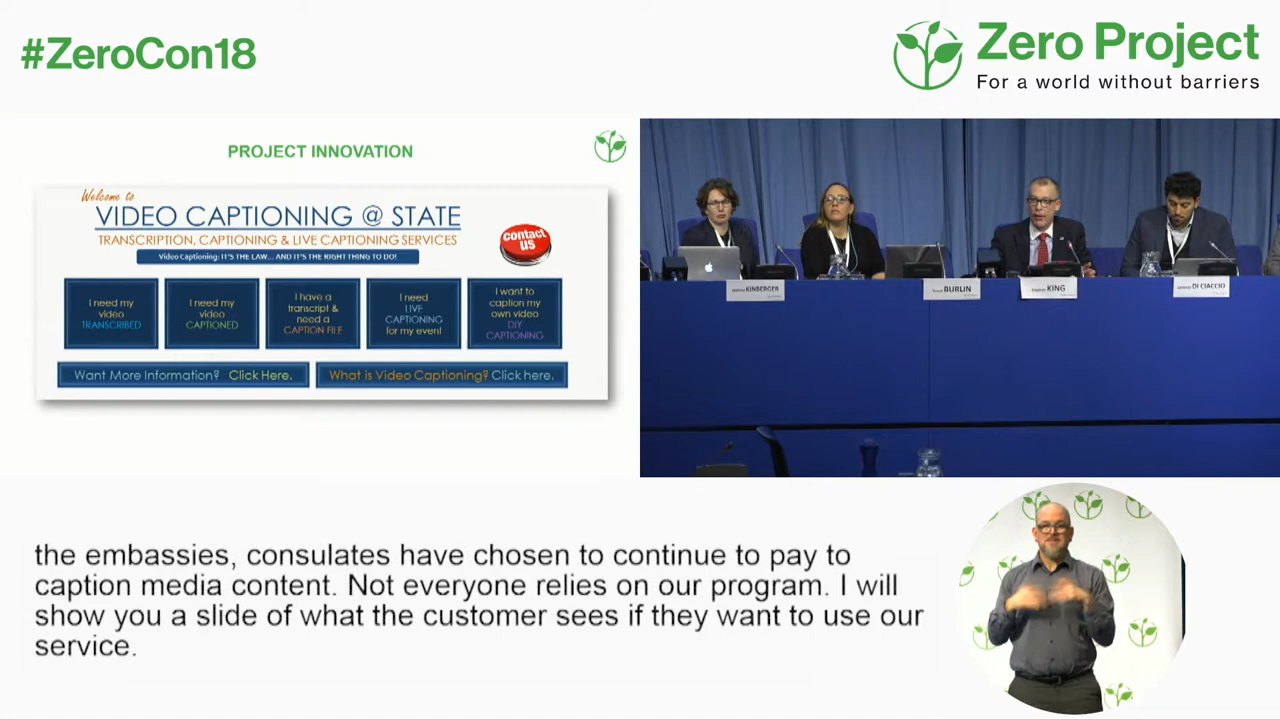 #ZeroCon18
Zero Project
For a world without barriers
PROJECT INNOVATION
Welcome to
VIDEO CAPTIONING @ STATE
TRANSCRIPTION, CAPTIONING & LIVE CAPTIONING SERVICES
Video Captioning: IT'S THE LAW... AND IT'S THE RIGHT THING TO DO!
contact
us
I need my
video
TRANSCRIBED
I need my
video
CAPTIONED
I have a
transcript &
need a
CAPTION FILE
I need
LIVE
CAPTIONING
for my event
I want to
caption my
own video
DIY
CAPTIONING
Want More Information? Click Here.
What is Video Captioning? Click here.
KINBERGER
BURLIN
KING
DI CIACCIO
the embassies, consulates have chosen to continue to pay to
caption media content. Not everyone relies on our program. I will
show you a slide of what the customer sees if they want to use our
service.